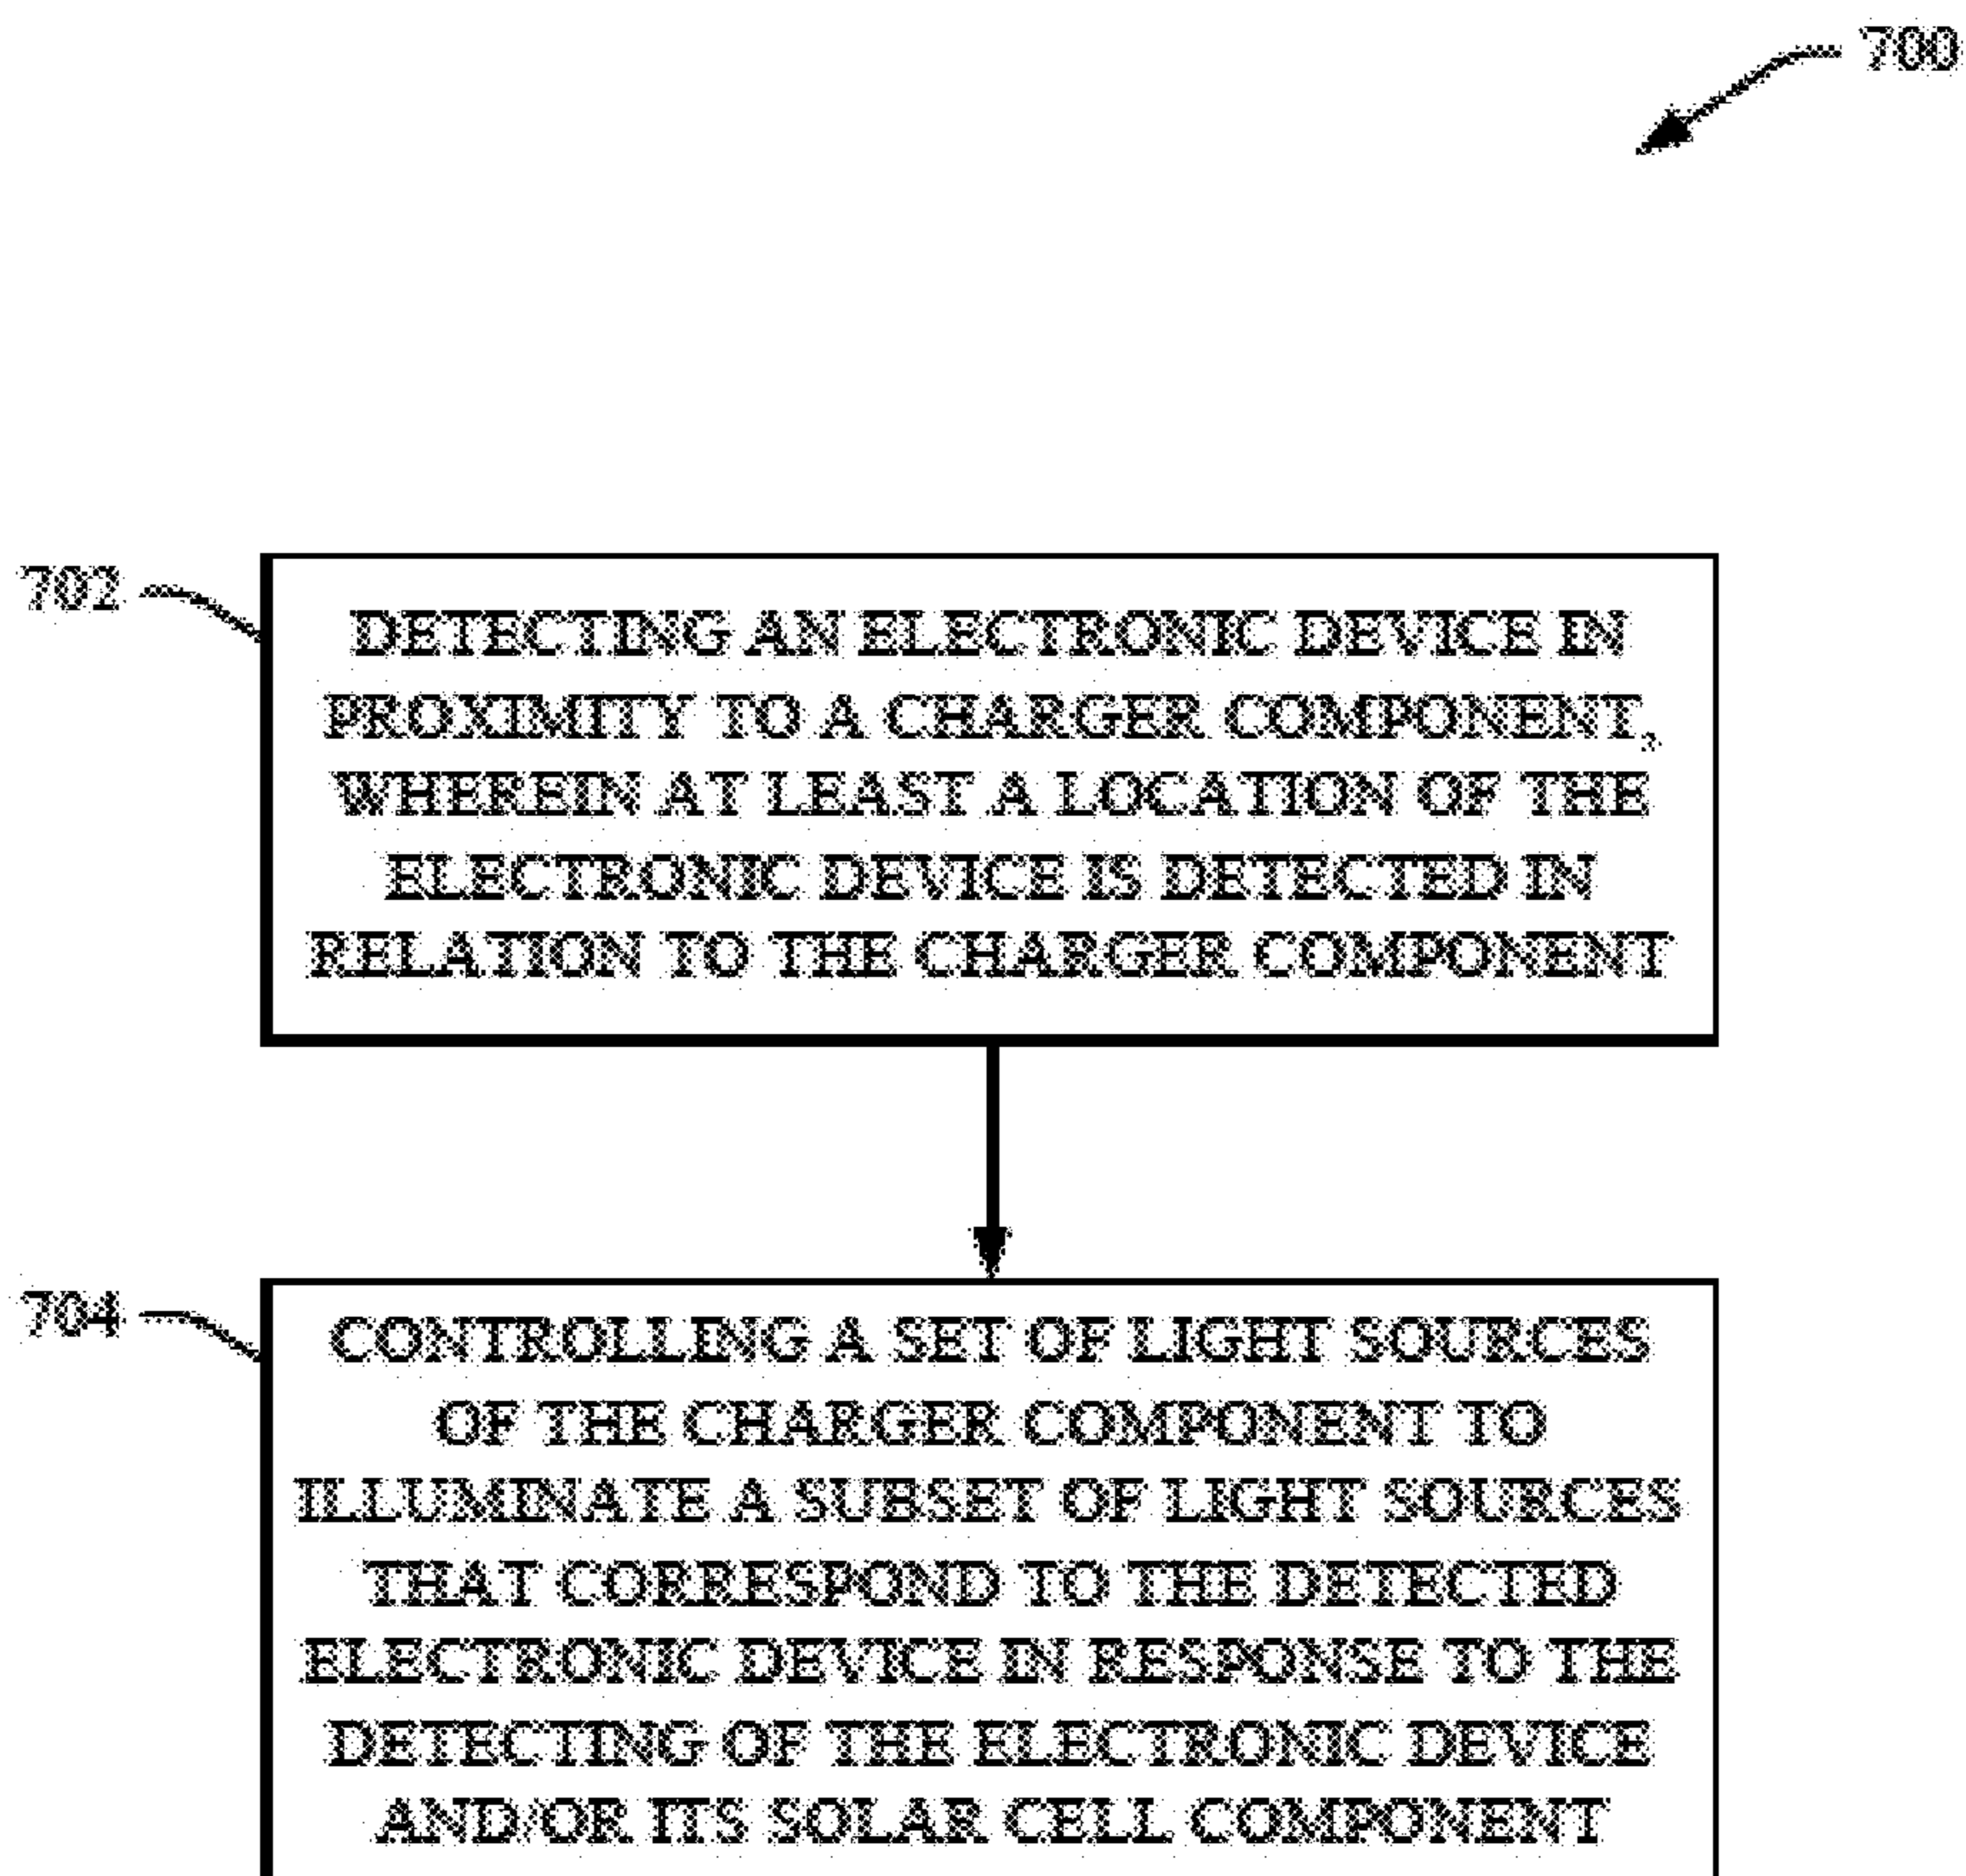 700
702
DETECTING AN ELECTRONIC DEVICE IN
PROXIMITY TO A CHARGER COMPONENT,
WHEREIN AT LEAST A LOCATION OF THE
ELECTRONIC DEVICE IS DETECTED IN
RELATION TO THE CHARGER COMPONENT
704
CONTROLLING A SET OF LIGHT SOURCES
OF THE CHARGER COMPONENT TO
ILLUMINATE A SUBSET OF LIGHT SOURCES
THAT CORRESPOND TO THE DETECTED
ELECTRONIC DEVICE IN RESPONSE TO THE
DETECTING OF THE ELECTRONIC DEVICE
AND/OR ITS SOLAR CELL COMPONENT